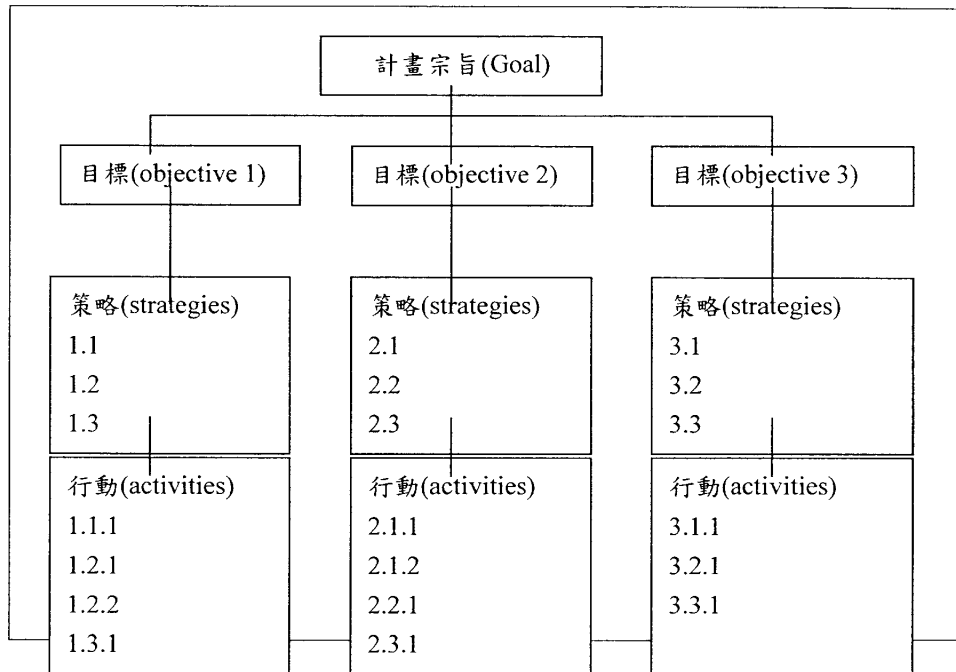 計畫宗旨(Goal)
目標(objective 1)
目標(objective 2)
目標(objective 3)
策略(strategies)
1.1
1.2
1.3
策略(strategies)
2.1
2.2
2.3
策略(strategies)
3.1
3.2
3.3
行動(activities)
1.1.1
1.2.1
1.2.2
1.3.1
行動(activities)
2.1.1
2.1.2
2.2.1
2.3.1
行動(activities)
3.1.1
3.2.1
3.3.1